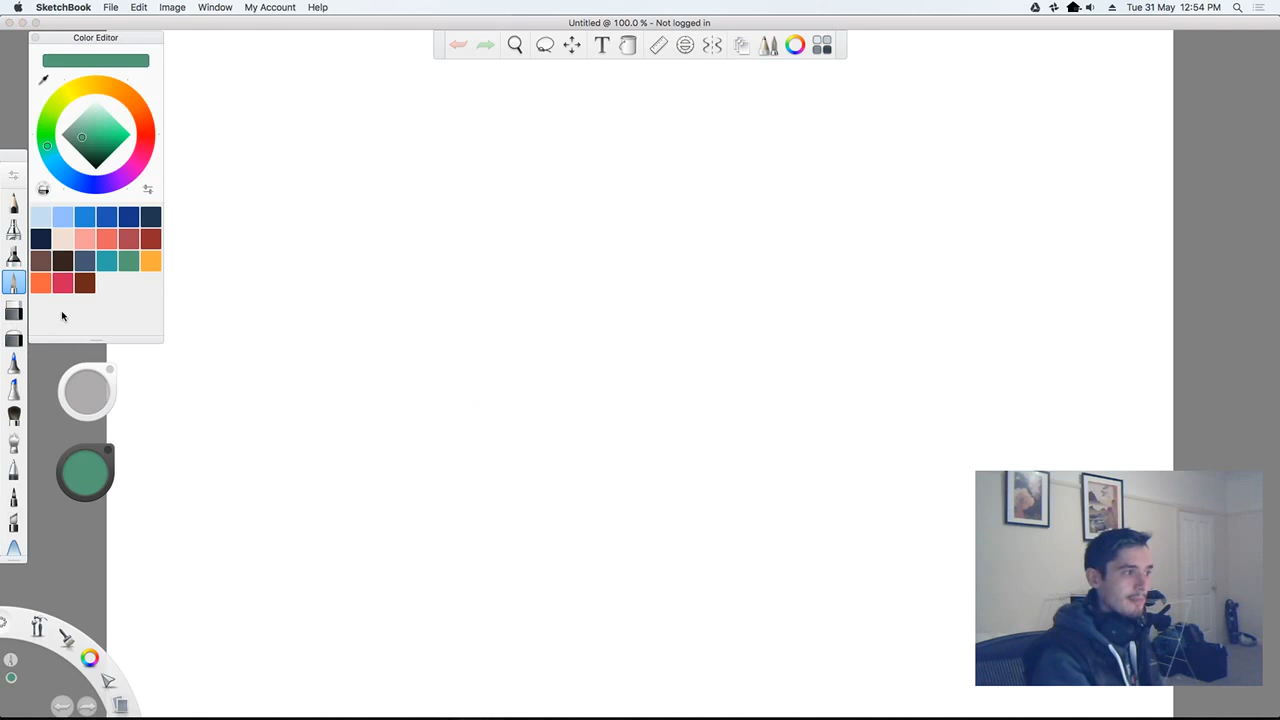 SketchBook File Edit Image Window My Account Help Tue 31 May 12:54 PM
Untitled @ 100.0 % - Not logged in
Color Editor
T